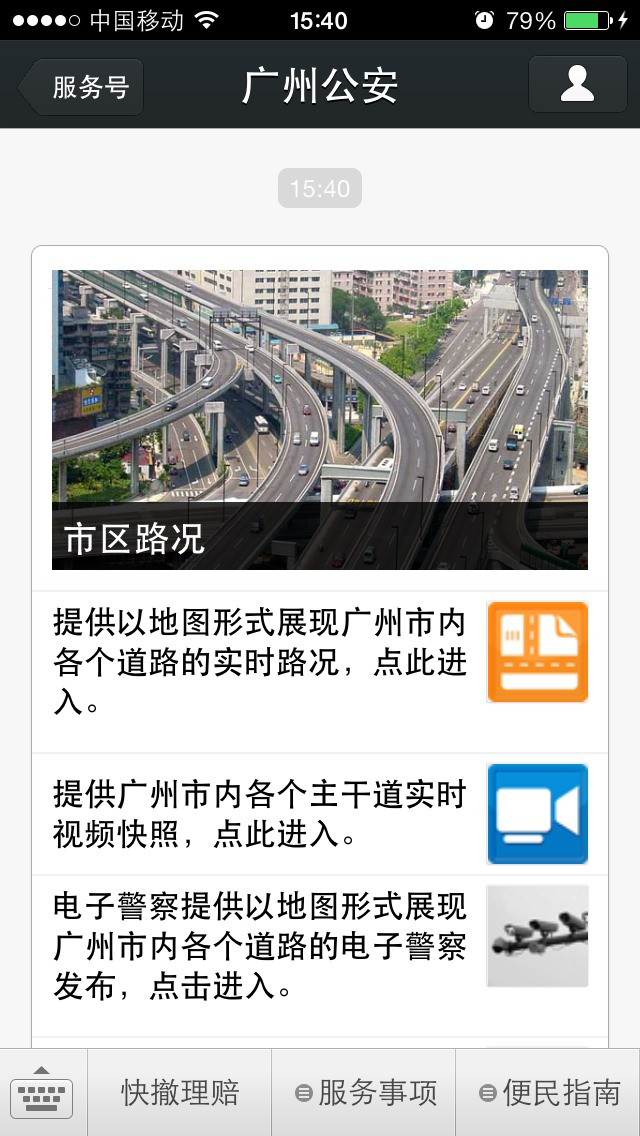 中国移动 15:40 79%
服务号 广州公安
15:40
市区路况
提供以地图形式展现广州市内
各个道路的实时路况，点此进
入。
提供广州市内各个主干道实时
视频快照，点此进入。
电子警察提供以地图形式展现
广州市内各个道路的电子警察
发布，点击进入。
快撤理赔 服务事项 便民指南